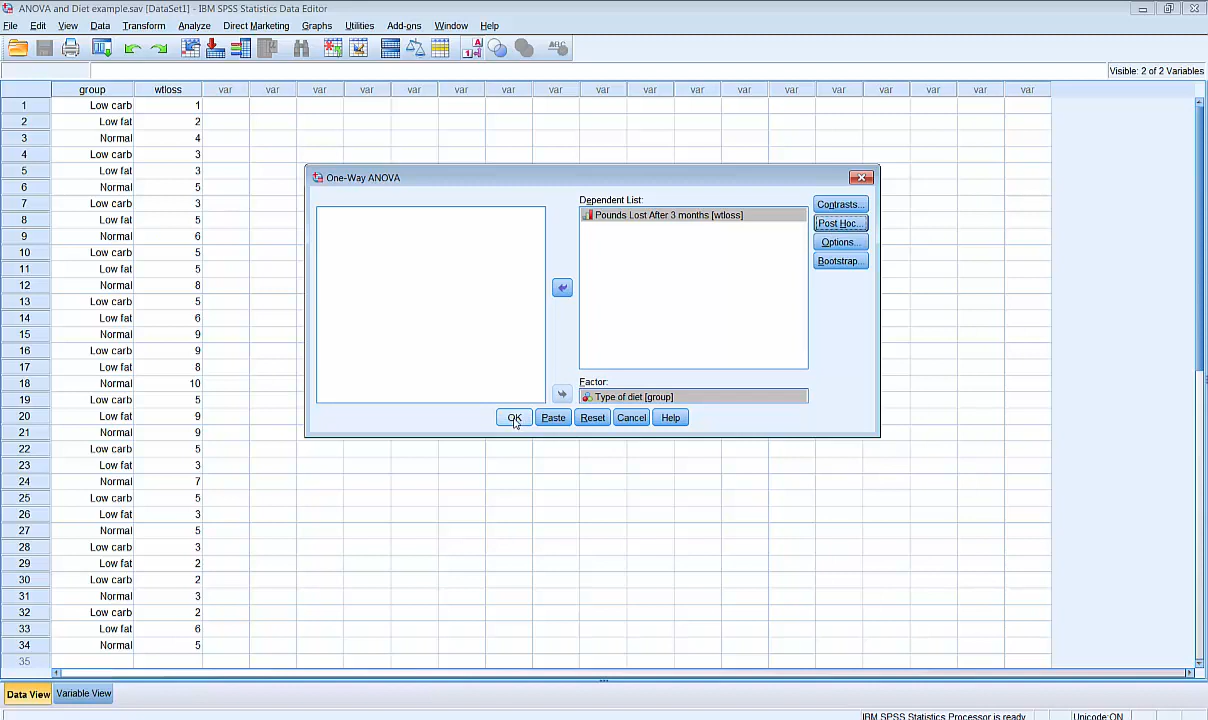 ANOVA and Diet example.sav [DataSet1] - IBM SPSS Statistics Data Editor
File Edit View Data Transform Analyze Direct Marketing Graphs Utilities Add-ons Window Help
Visible: 2 of 2 Variables
group wtloss var var var var var var var var var var var var var var var var var var
1 Low carb 1
2 Low fat 2
3 Normal 4
4 Low carb 3
5 Low fat 3
6 Normal 5
7 Low carb 3
8 Low fat 5
9 Normal 6
10 Low carb 5
11 Low fat 5
12 Normal 8
13 Low carb 5
14 Low fat 6
15 Normal 9
16 Low carb 9
17 Low fat 8
18 Normal 10
19 Low carb 5
20 Low fat 9
21 Normal 9
22 Low carb 5
23 Low fat 3
24 Normal 7
25 Low carb 5
26 Low fat 3
27 Normal 5
28 Low carb 3
29 Low fat 2
30 Low carb 2
31 Normal 3
32 Low carb 2
33 Low fat 6
34 Normal 5
35
One-Way ANOVA
Dependent List:
Pounds Lost After 3 months [wtloss]
Contrasts...
Post Hoc...
Options...
Bootstrap...
Factor:
Type of diet [group]
OK Paste Reset Cancel Help
Data View Variable View
IBM SPSS Statistics Processor is ready Unicode:ON